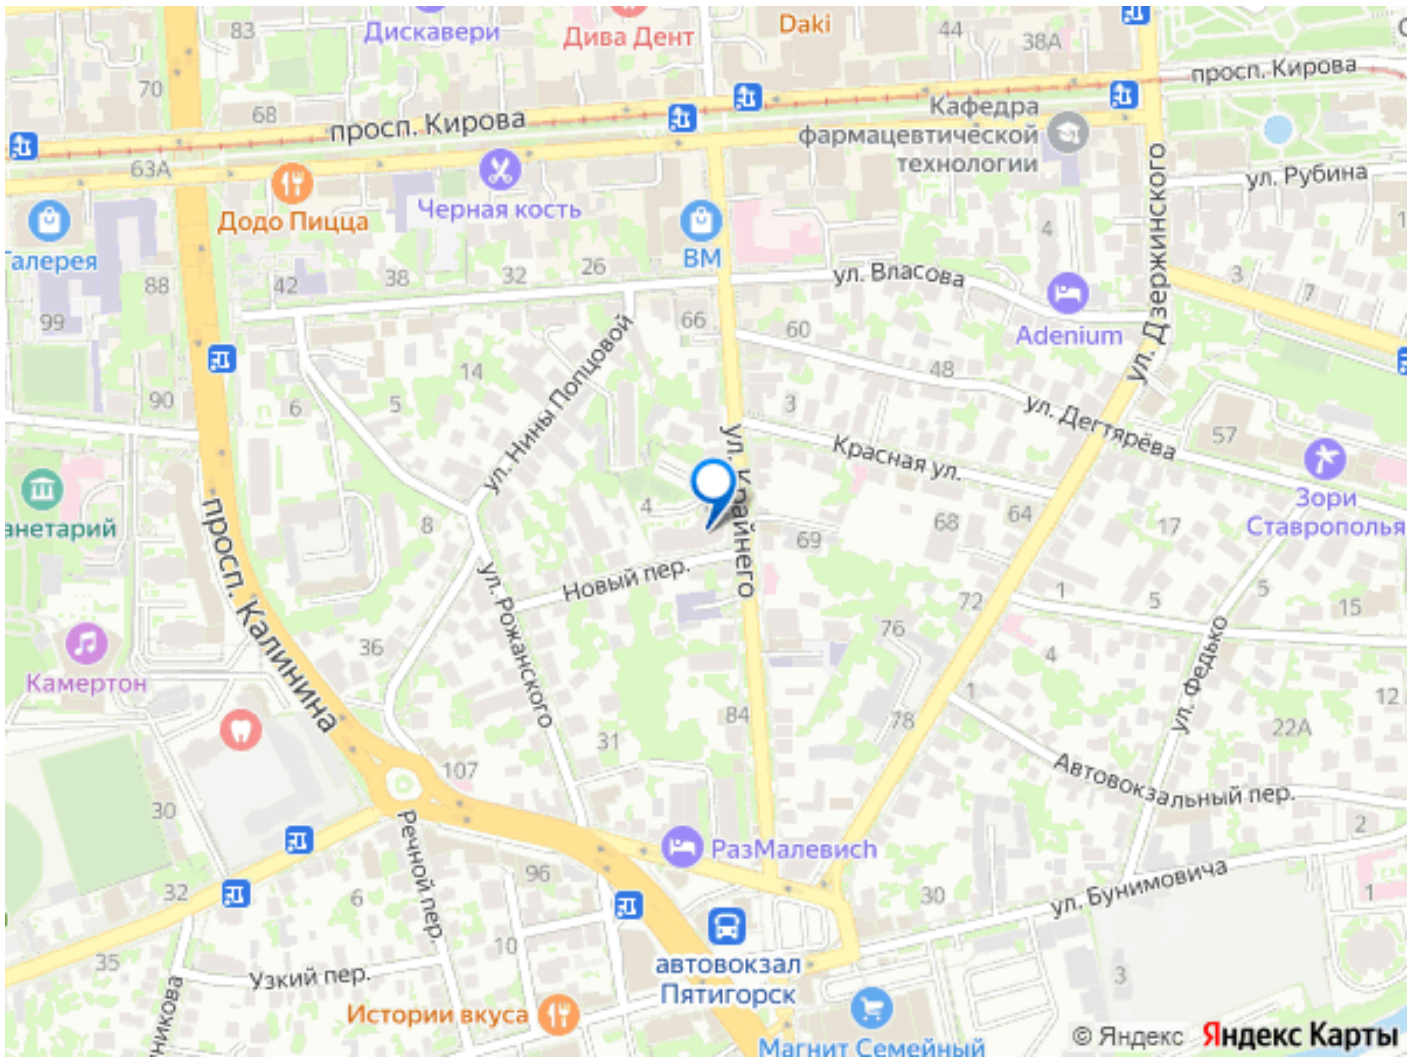 83
Дискавери
Дива Дент
Daki
44
38А
70
68
просп. Кирова
просп. Кирова
Кафедра
фармацевтической
технологии
63А
Додо Пицца
Черная кость
ул. Рубина
4
Галерея
ВМ
88
42
38
32
26
ул. Власова
3
7
99
66
60
Adenium
ул. Дзержинского
14
ул. Нины Попцовой
48
90
6
5
3
ул. Дегтярёва
57
ул. Крайнего
Красная ул.
Зори
Ставрополья
8
4
68
64
17
69
просп. Калинина
Новый пер.
ул. Рожанского
72
1
5
5
15
76
36
4
ул. Федько
Камертон
1
12
84
78
22А
31
107
Автовокзальный пер.
30
Речной пер.
РазМалевич
2
96
32
6
30
ул. Бунимовича
1
10
35
Узкий пер.
автовокзал
Пятигорск
3
Истории вкуса
Магнит Семейный
© Яндекс Яндекс Карты